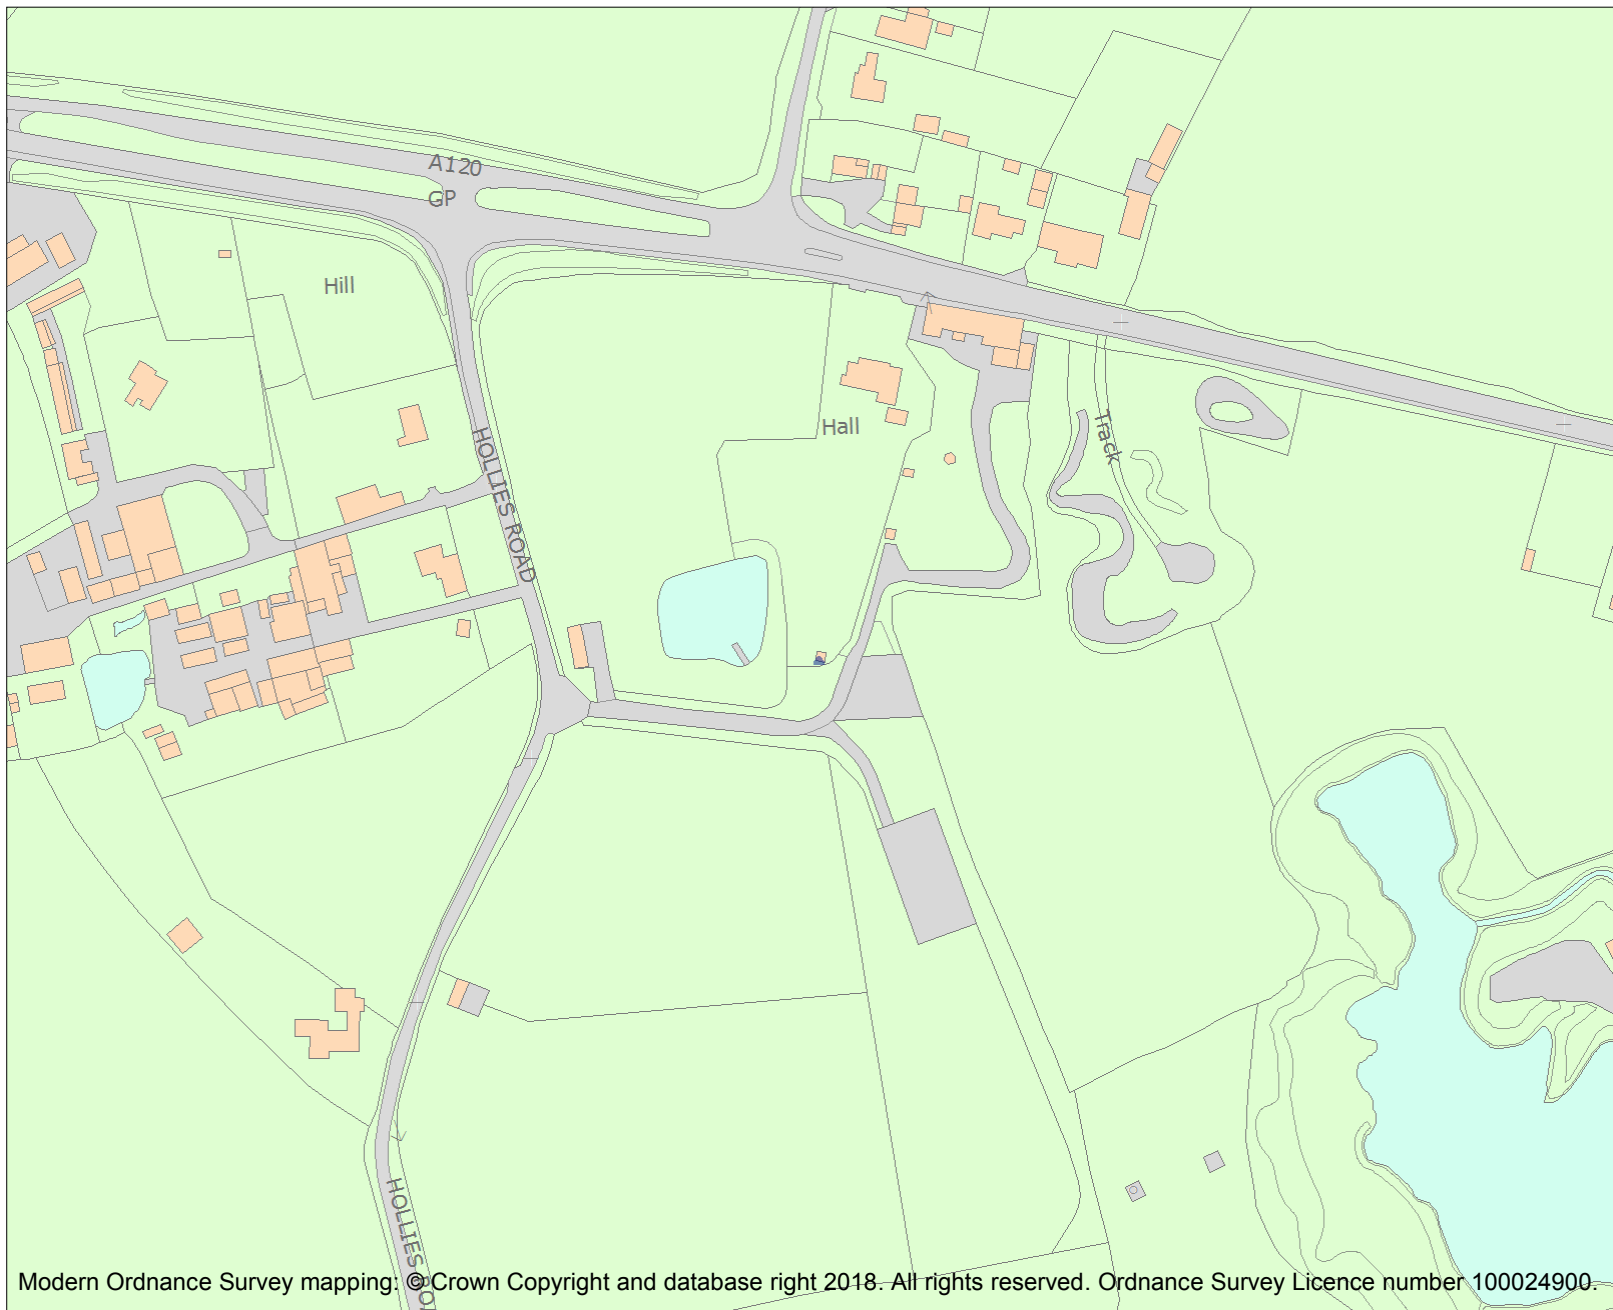 A120
GP
Hill
Hall
Track
HOLLIES ROAD
HOLLIES RO
Modern Ordnance Survey mapping: © Crown Copyright and database right 2018. All rights reserved. Ordnance Survey Licence number 100024900.